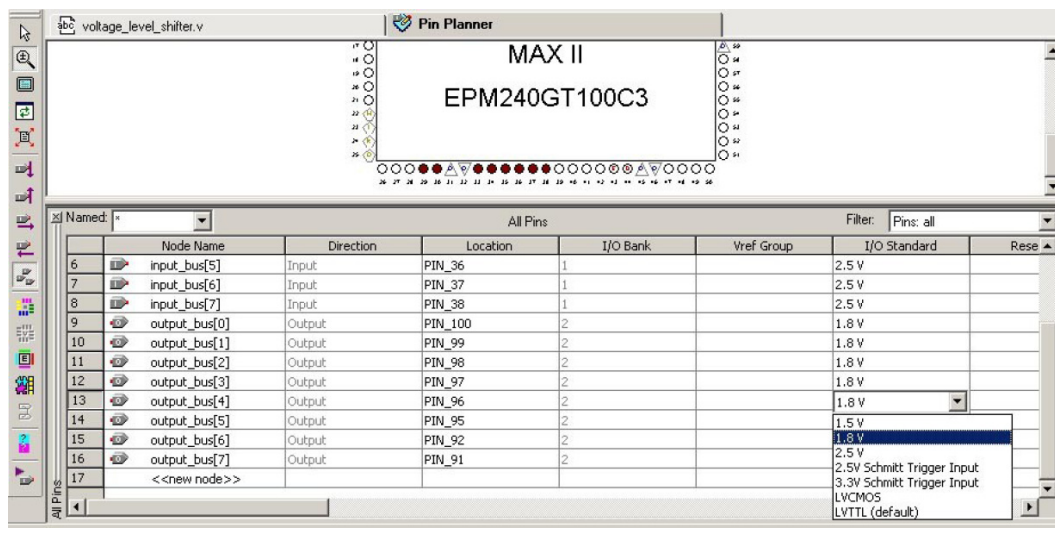 voltage_level_shifter.v
Pin Planner
MAX II
EPM240GT100C3
Named: *
All Pins
Filter: Pins: all
Node Name Direction Location I/O Bank Vref Group I/O Standard Rese
6 input_bus[5] Input PIN_36 1 2.5 V
7 input_bus[6] Input PIN_37 1 2.5 V
8 input_bus[7] Input PIN_38 1 2.5 V
9 output_bus[0] Output PIN_100 2 1.8 V
10 output_bus[1] Output PIN_99 2 1.8 V
11 output_bus[2] Output PIN_98 2 1.8 V
12 output_bus[3] Output PIN_97 2 1.8 V
13 output_bus[4] Output PIN_96 2 1.8 V
14 output_bus[5] Output PIN_95 2
15 output_bus[6] Output PIN_92 2
16 output_bus[7] Output PIN_91 2
17 <<new node>>
1.5 V
1.8 V
2.5 V
2.5V Schmitt Trigger Input
3.3V Schmitt Trigger Input
LVCMOS
LVTTL (default)
All Pins